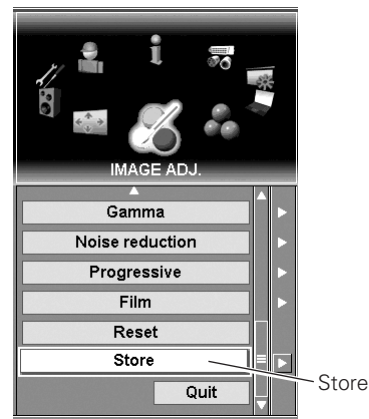 IMAGE ADJ.
Gamma
Noise reduction
Progressive
Film
Reset
Store
Store
Quit